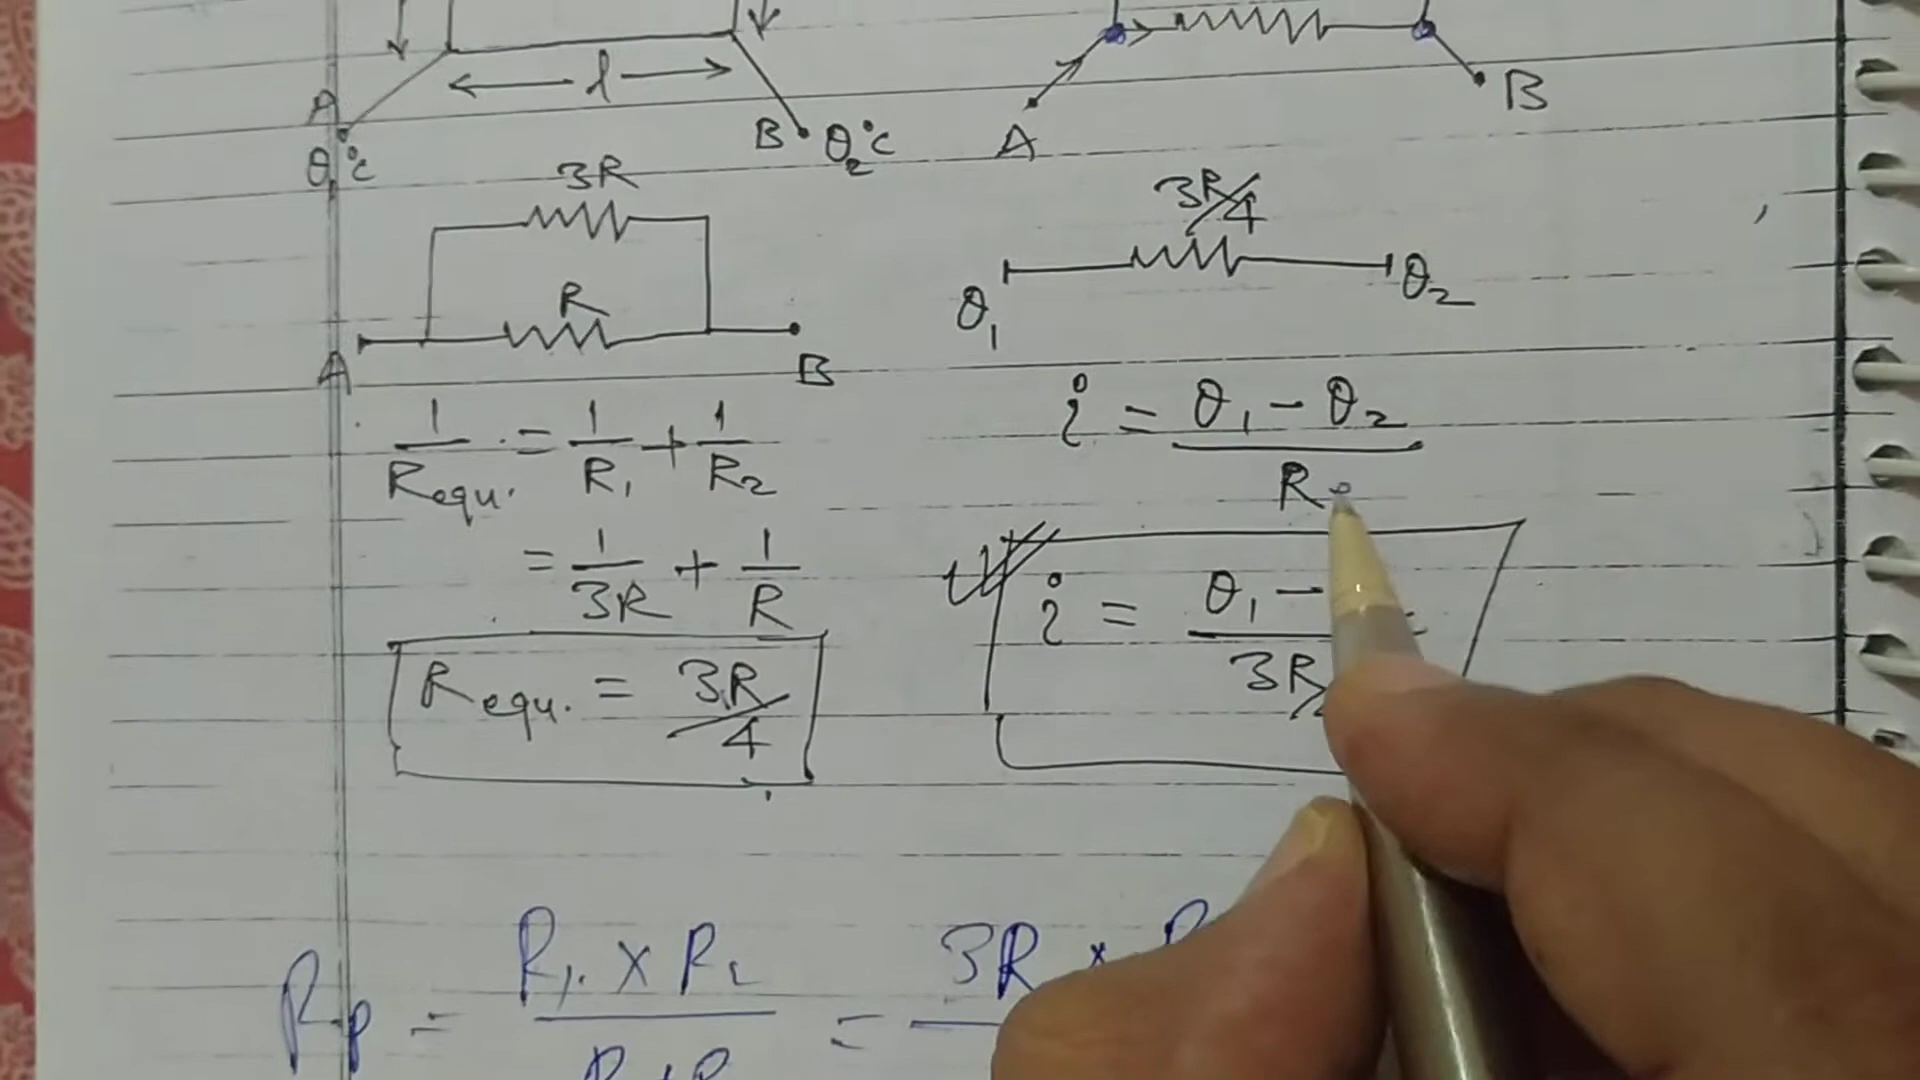 l
A
θ₁°C
B θ₂°C
A
B
3R
R
A
B
3R/4
θ₁
θ₂
1/Requ. = 1/R₁ + 1/R₂
= 1/3R + 1/R
Requ. = 3R/4
i = θ₁ - θ₂
R
i = θ₁ -
3R/
Rp = R₁ × R₂ = 3R ×